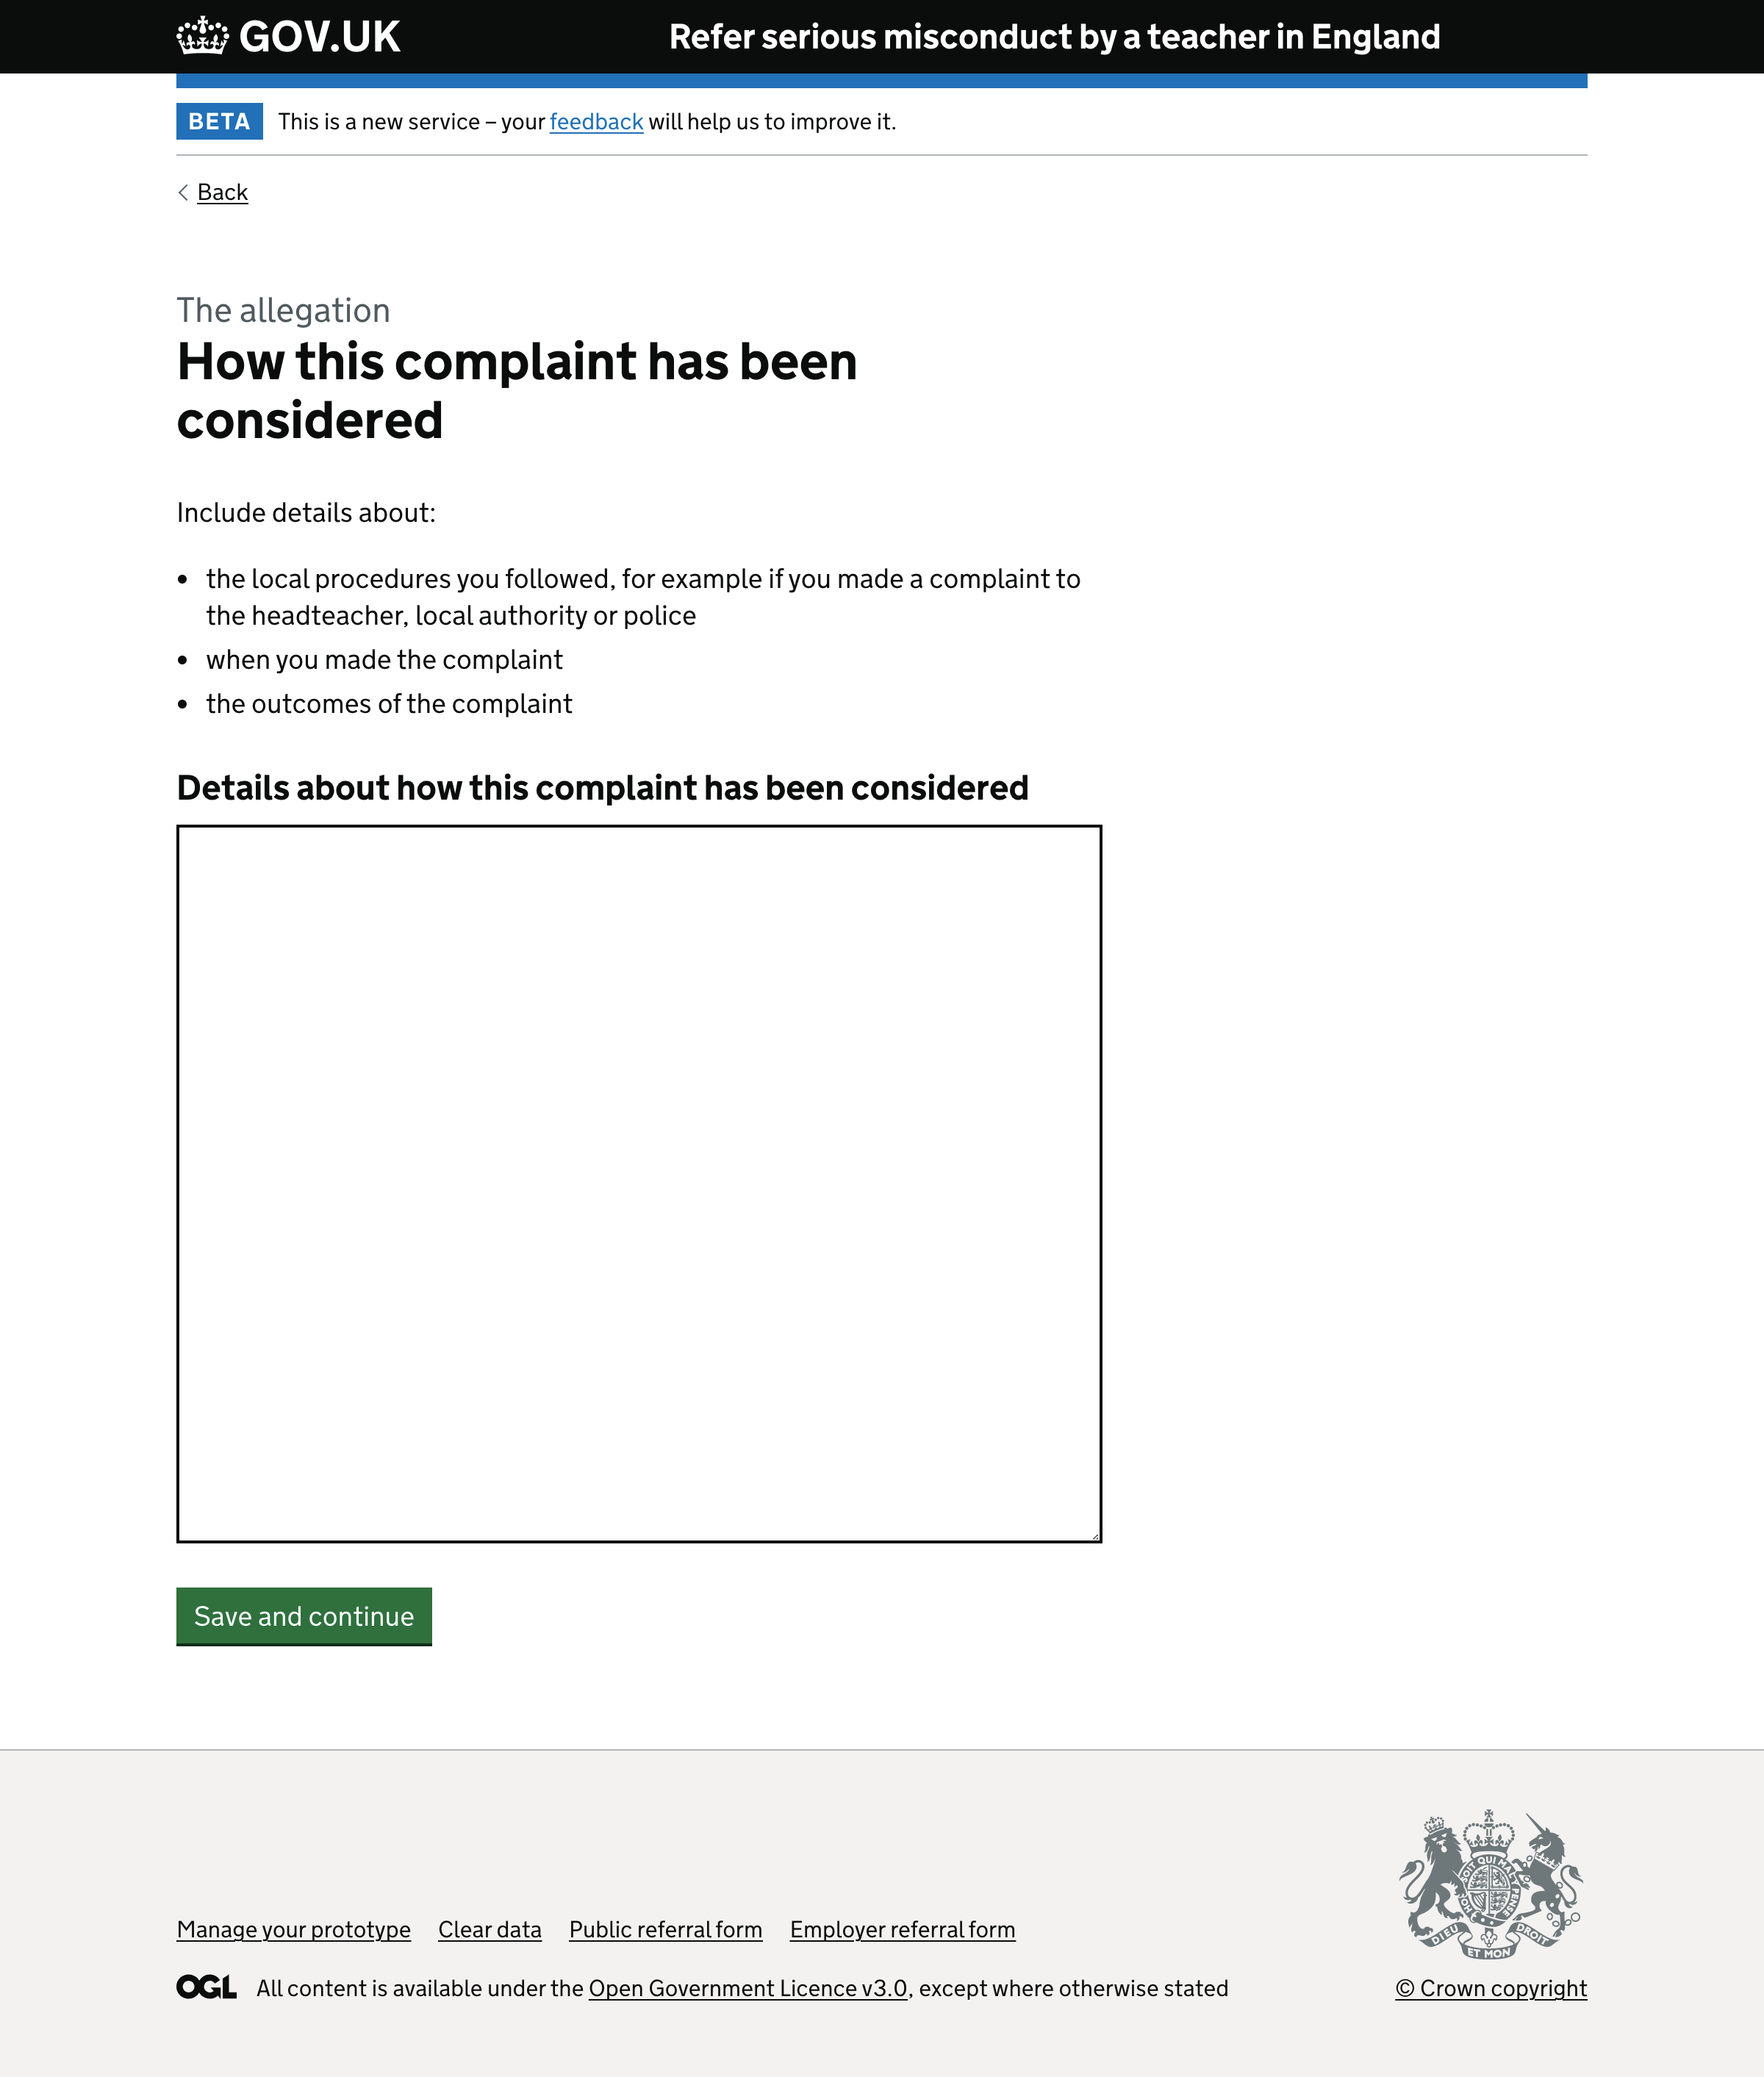 GOV.UK
Refer serious misconduct by a teacher in England
BETA
This is a new service – your feedback will help us to improve it.
Back
The allegation
How this complaint has been
considered
Include details about:
• the local procedures you followed, for example if you made a complaint to
the headteacher, local authority or police
• when you made the complaint
• the outcomes of the complaint
Details about how this complaint has been considered
Save and continue
Manage your prototype
Clear data
Public referral form
Employer referral form
DIEU ET MON DROIT
OGL
All content is available under the Open Government Licence v3.0, except where otherwise stated
© Crown copyright